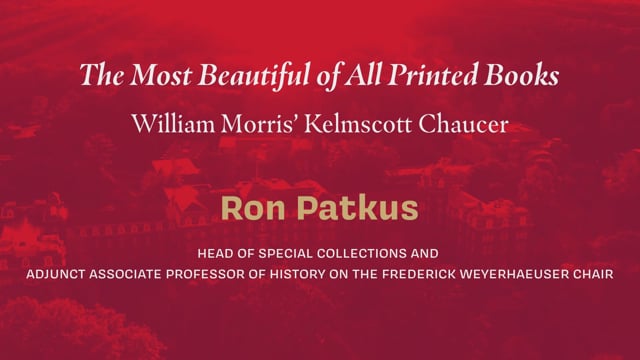 The Most Beautiful of All Printed Books
William Morris’ Kelmscott Chaucer
Ron Patkus
HEAD OF SPECIAL COLLECTIONS AND
ADJUNCT ASSOCIATE PROFESSOR OF HISTORY ON THE FREDERICK WEYERHAEUSER CHAIR